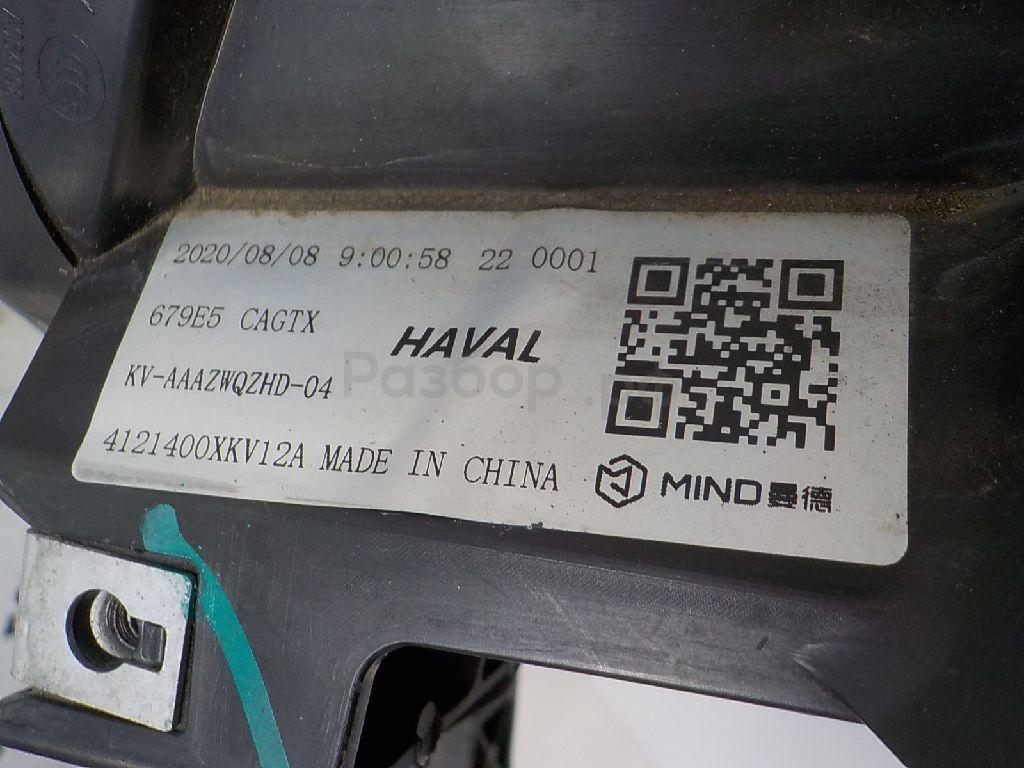 2020/08/08 9:00:58 22 0001
679E5 CAGTX
HAVAL
KV-AAAZWQZHD-04
Разбор
4121400XKV12A MADE IN CHINA
MIND曼德